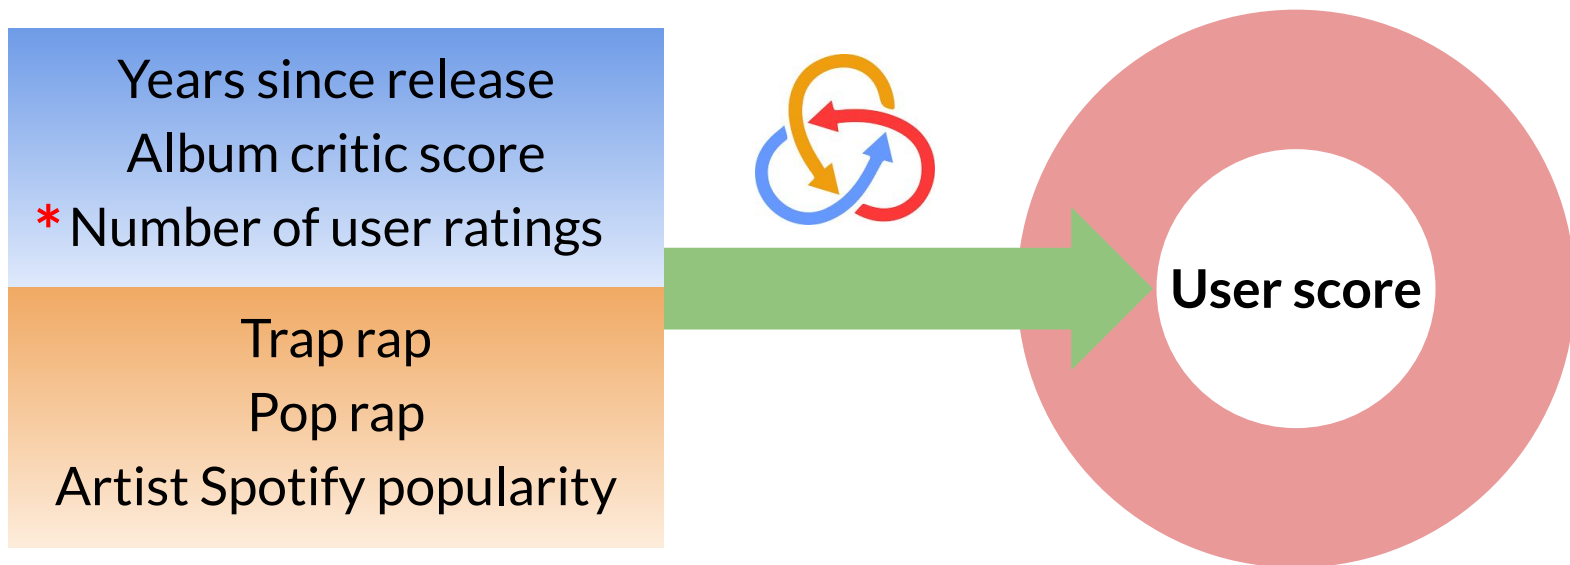 Years since release
Album critic score
*Number of user ratings
Trap rap
Pop rap
Artist Spotify popularity
User score